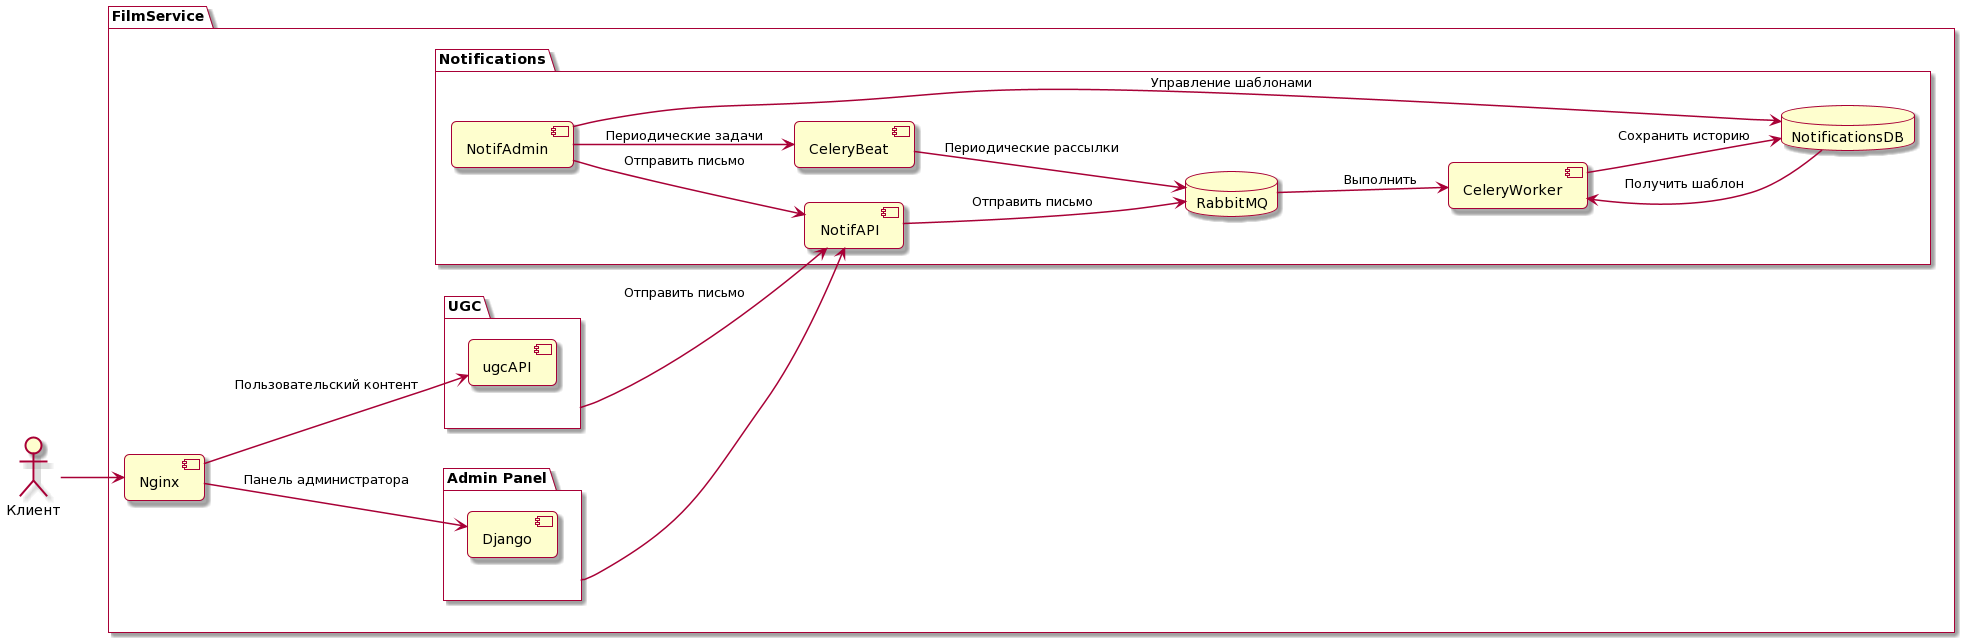 FilmService
Notifications
Управление шаблонами
NotifAdmin
Периодические задачи
CeleryBeat
Периодические рассылки
Отправить письмо
NotifAPI
Отправить письмо
RabbitMQ
Выполнить
CeleryWorker
Сохранить историю
NotificationsDB
Получить шаблон
Отправить письмо
UGC
ugcAPI
Пользовательский контент
Клиент
Nginx
Панель администратора
Admin Panel
Django